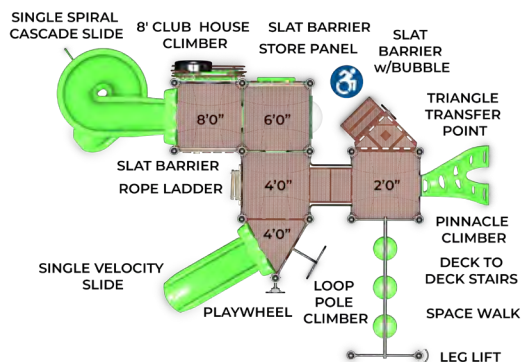 SINGLE SPIRAL
CASCADE SLIDE
8' CLUB HOUSE
CLIMBER
SLAT BARRIER
STORE PANEL
SLAT
BARRIER
w/BUBBLE
TRIANGLE
TRANSFER
POINT
8'0"
6'0"
SLAT BARRIER
ROPE LADDER
4'0"
2'0"
4'0"
PINNACLE
CLIMBER
DECK TO
DECK STAIRS
SINGLE VELOCITY
SLIDE
PLAYWHEEL
LOOP
POLE
CLIMBER
SPACE WALK
LEG LIFT